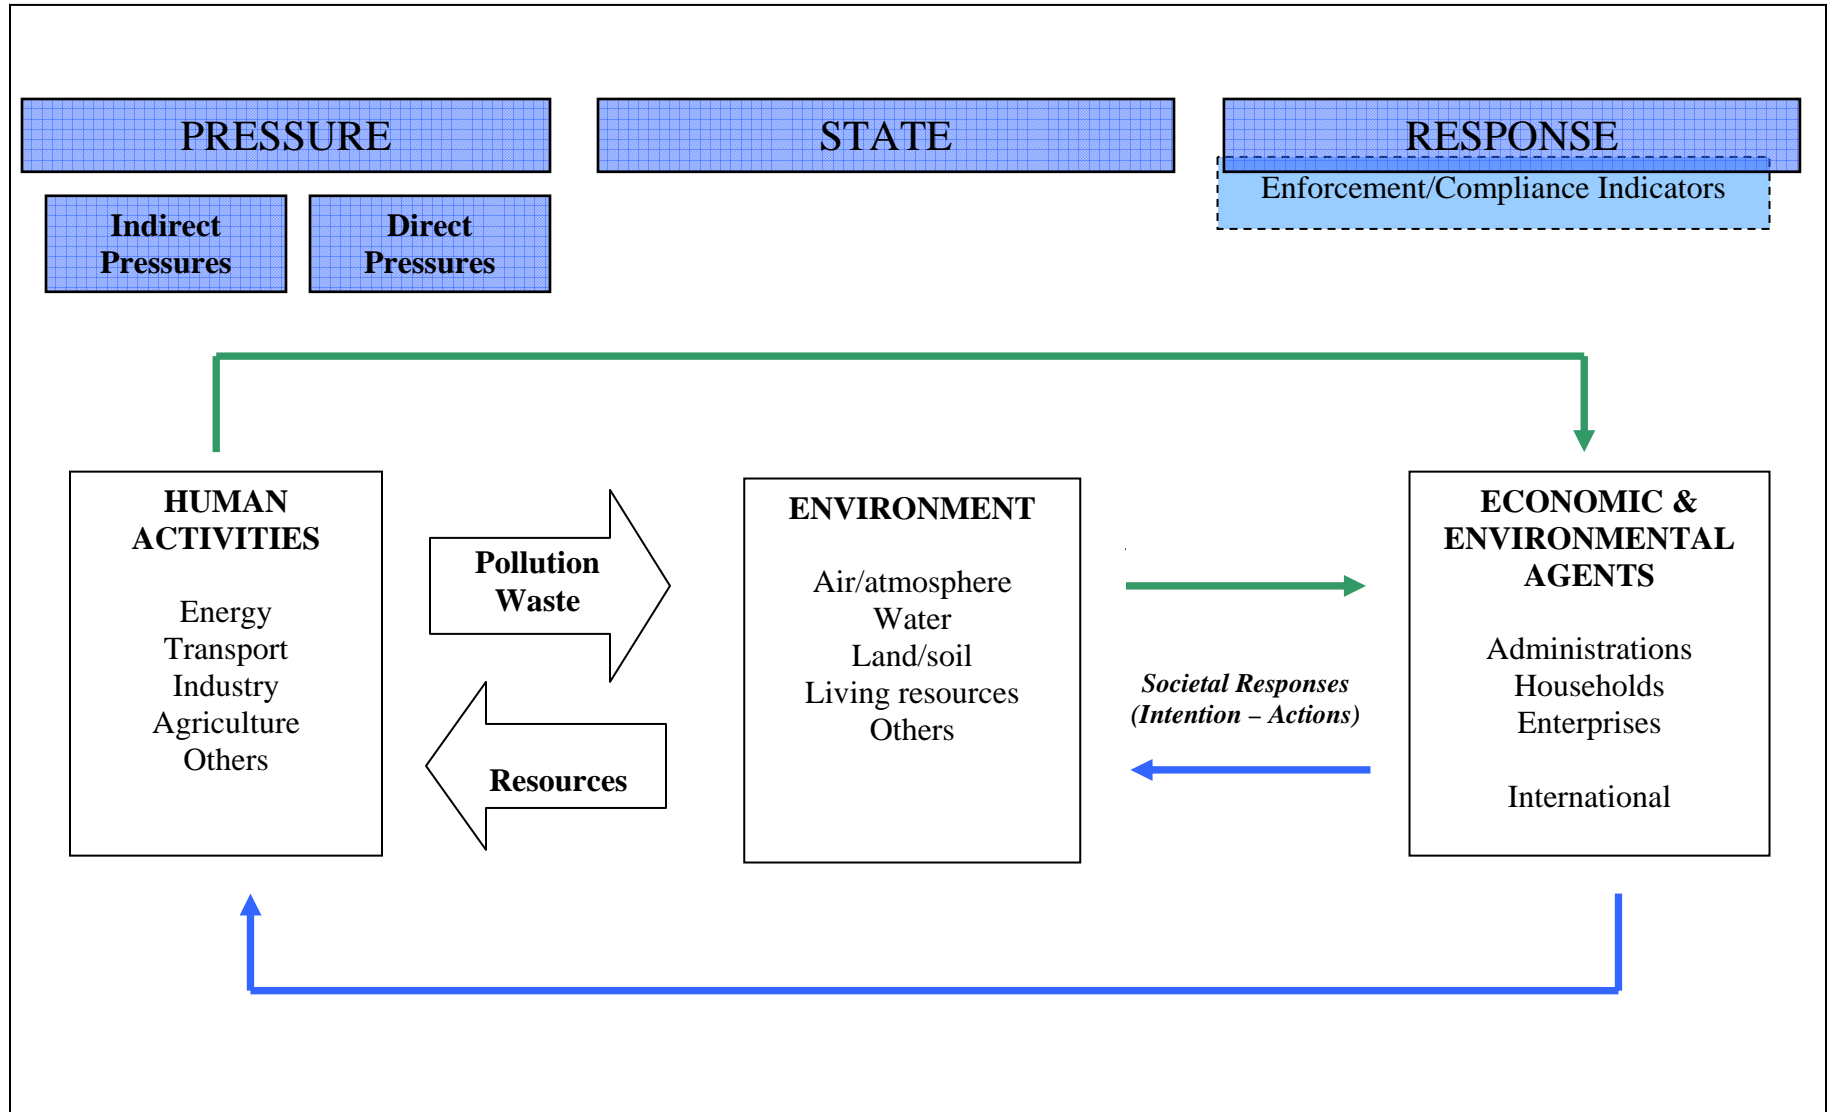 PRESSURE
STATE
RESPONSE
Enforcement/Compliance Indicators
Indirect
Pressures
Direct
Pressures
HUMAN
ACTIVITIES
Energy
Transport
Industry
Agriculture
Others
Pollution
Waste
Resources
ENVIRONMENT
Air/atmosphere
Water
Land/soil
Living resources
Others
Societal Responses
(Intention – Actions)
ECONOMIC &
ENVIRONMENTAL
AGENTS
Administrations
Households
Enterprises
International